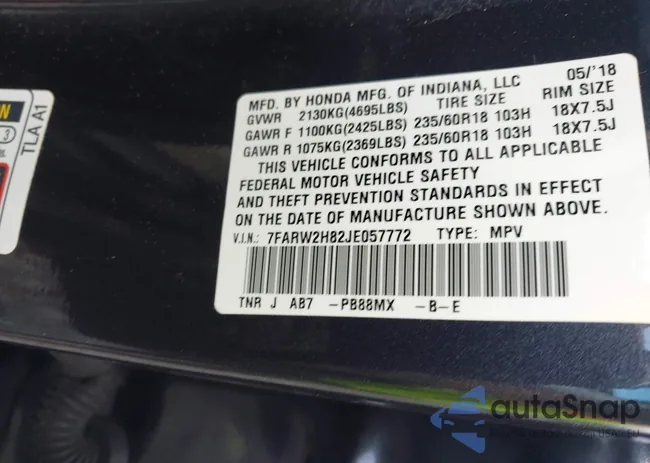 MFD. BY HONDA MFG. OF INDIANA, LLC 05/'18
GVWR 2130KG(4695LBS) TIRE SIZE RIM SIZE
GAWR F 1100KG(2425LBS) 235/60R18 103H 18X7.5J
GAWR R 1075KG(2369LBS) 235/60R18 103H 18X7.5J
THIS VEHICLE CONFORMS TO ALL APPLICABLE
FEDERAL MOTOR VEHICLE SAFETY
AND THEFT PREVENTION STANDARDS IN EFFECT
ON THE DATE OF MANUFACTURE SHOWN ABOVE.
V.I.N.: 7FARW2H82JE057772 TYPE: MPV
TNR J AB7 -PB88MX -B-E
N
3
TLA A1
autoSnap